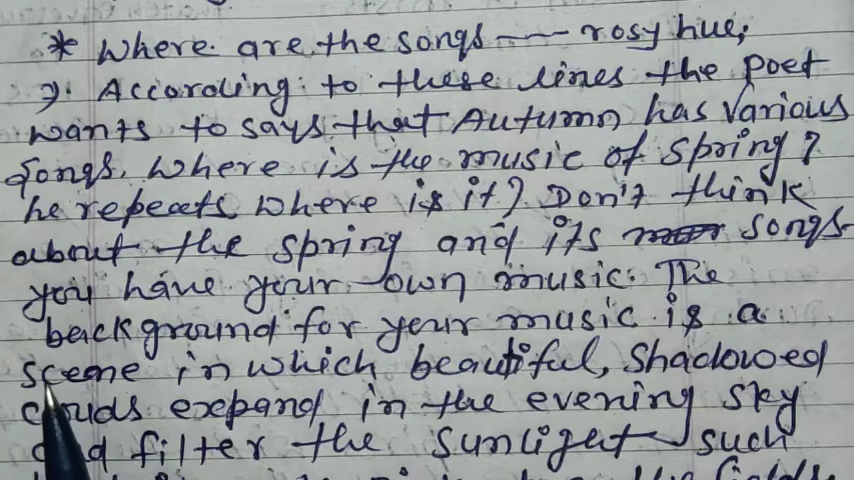 * Where are the songs —— rosy hue;
⇒ According to these lines the poet
wants to says that Autumn has various
songs. Where is the music of spring?
he repeats where is it? Don't think
about the spring and its songs
you have your own music. The
background for your music is a
scene in which beautiful, shadowed
clouds expand in the evening sky
and filter the sunlight such
the fields